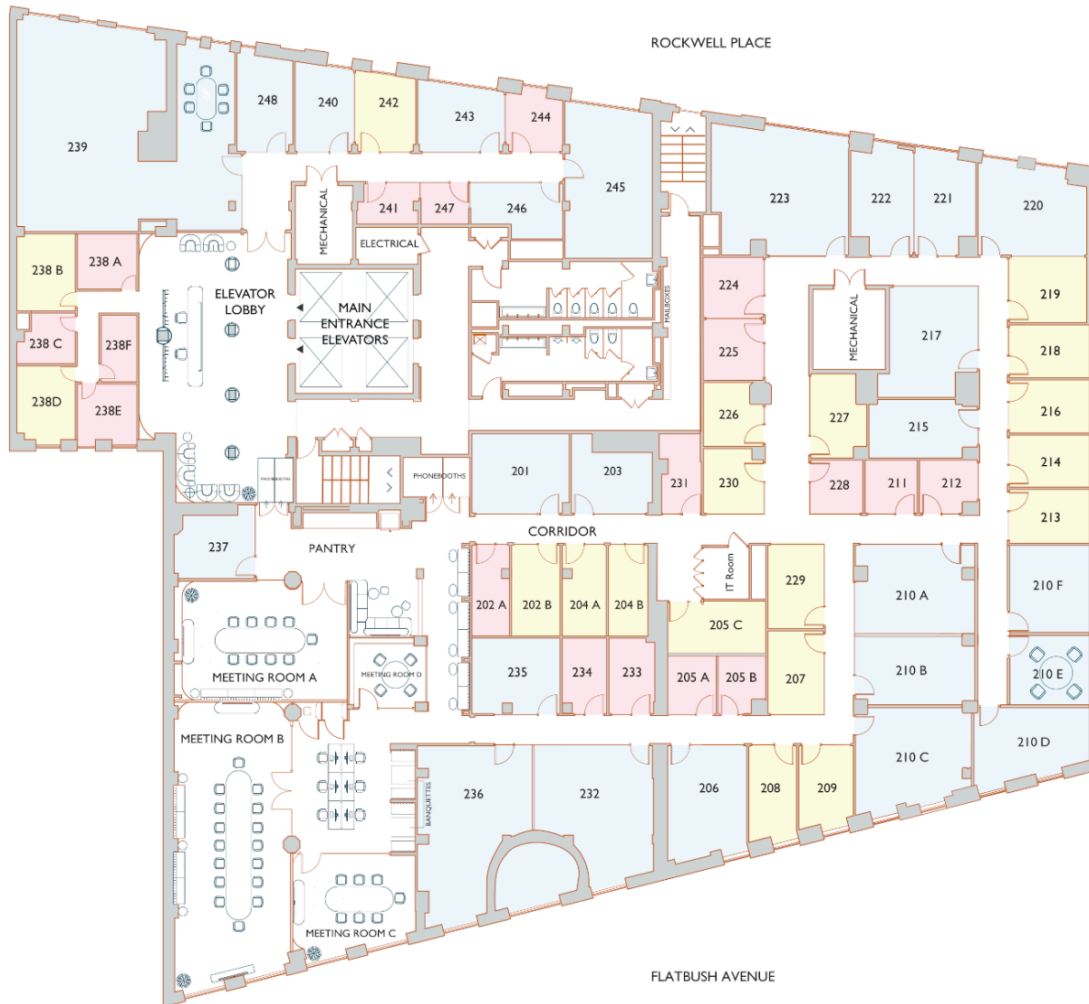 ROCKWELL PLACE
239
248
240
242
243
244
245
223
222
221
220
241
247
246
MECHANICAL
ELECTRICAL
238 B
238 A
238 C
238F
238D
238E
ELEVATOR
LOBBY
MAIN
ENTRANCE
ELEVATORS
MAILBOXES
224
225
226
230
MECHANICAL
217
219
218
216
214
213
227
215
228
211
212
201
203
231
PHONEBOOTHS
PHONEBOOTHS
CORRIDOR
237
PANTRY
202 A
202 B
204 A
204 B
IT Room
229
205 C
210 A
210 F
MEETING ROOM A
MEETING ROOM D
235
234
233
205 A
205 B
207
210 B
210 E
MEETING ROOM B
BANQUETTES
236
232
206
208
209
210 C
210 D
MEETING ROOM C
FLATBUSH AVENUE